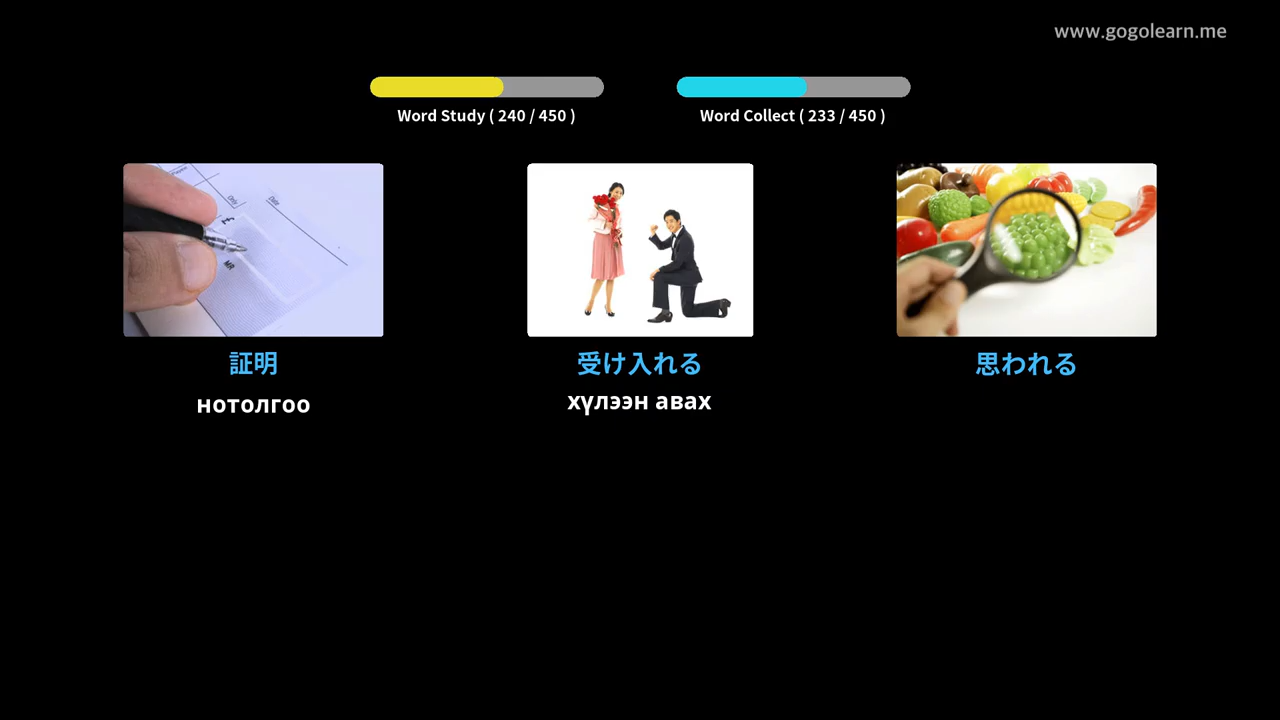 www.gogolearn.me
Word Study ( 240 / 450 )
Word Collect ( 233 / 450 )
証明
受け入れる
思われる
нотолгоо
хүлээн авах